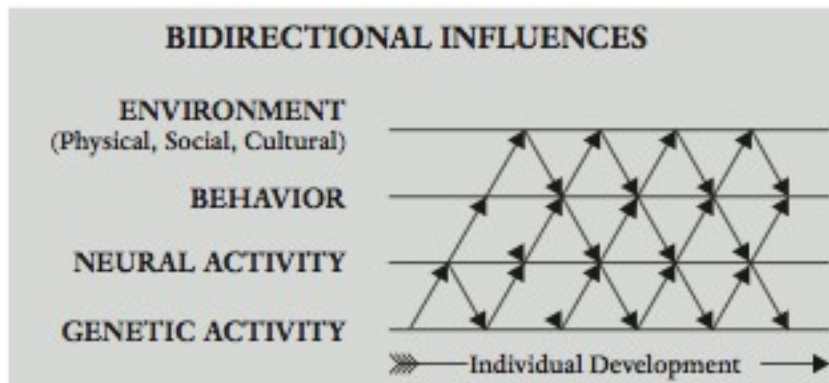 BIDIRECTIONAL INFLUENCES
ENVIRONMENT
(Physical, Social, Cultural)
BEHAVIOR
NEURAL ACTIVITY
GENETIC ACTIVITY
Individual Development